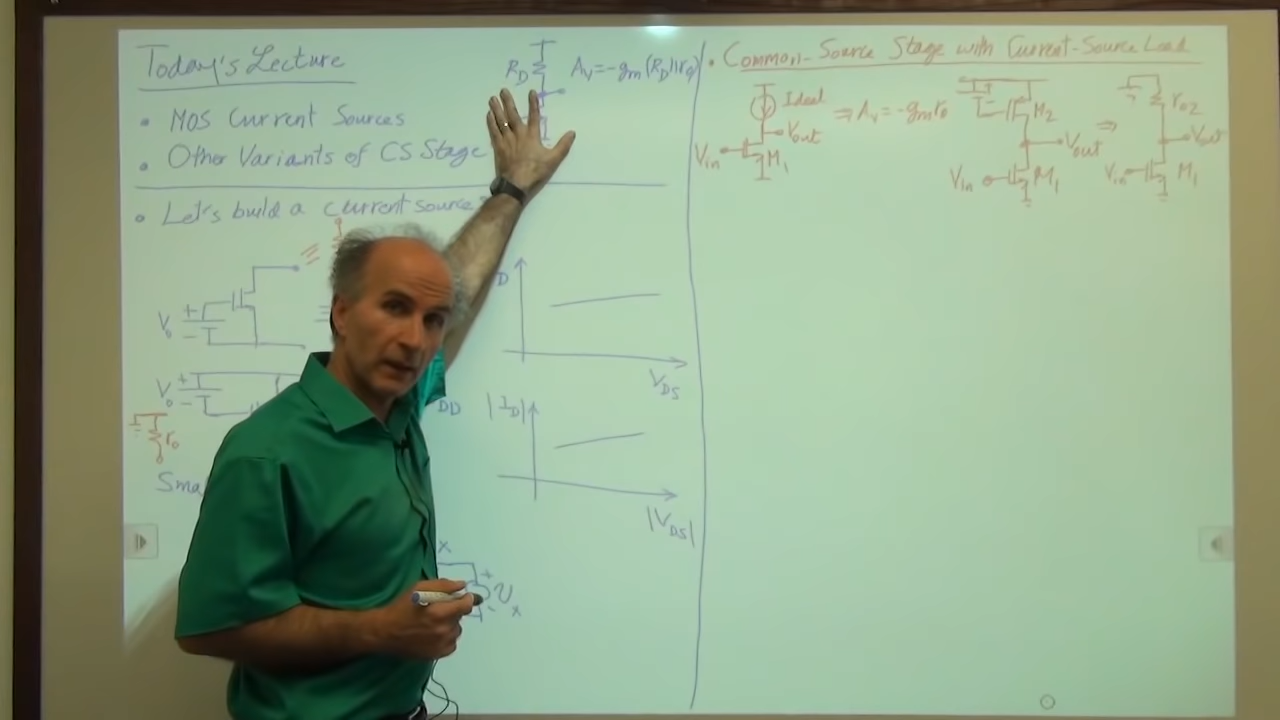 Today's Lecture
• MOS Current Sources
• Other Variants of CS Stage
R_D
A_v = -g_m (R_D || r_o)
• Let's build a current source
V_o + -
V_o + -
r_o
DD
D
V_DS
|I_D|
|V_DS|
x
+ - v_x
• Common-Source Stage with Current-Source Load
Ideal
V_out
V_in
M_1
⇒ A_v = -g_m r_o
M_2
V_out
V_in
M_1
⇒
r_o2
V_out
V_in
M_1